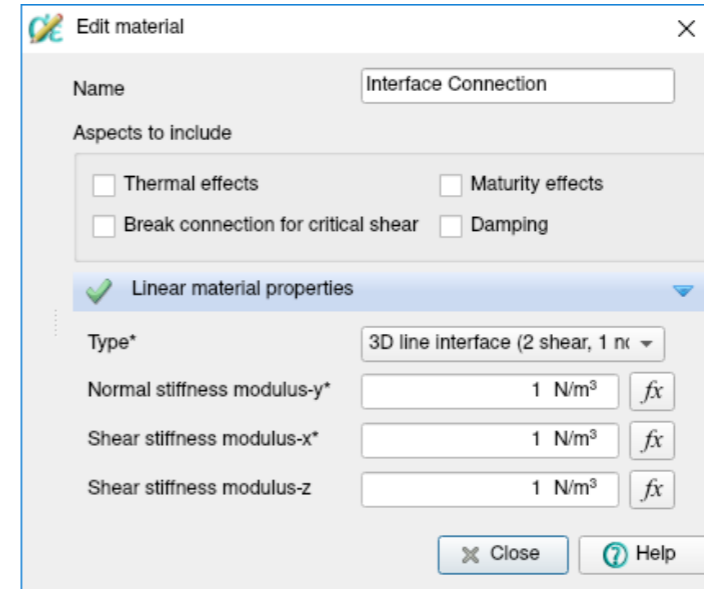 Edit material
Name Interface Connection
Aspects to include
Thermal effects Maturity effects
Break connection for critical shear Damping
Linear material properties
Type* 3D line interface (2 shear, 1 no
Normal stiffness modulus-y* 1 N/m³ fx
Shear stiffness modulus-x* 1 N/m³ fx
Shear stiffness modulus-z 1 N/m³ fx
Close Help